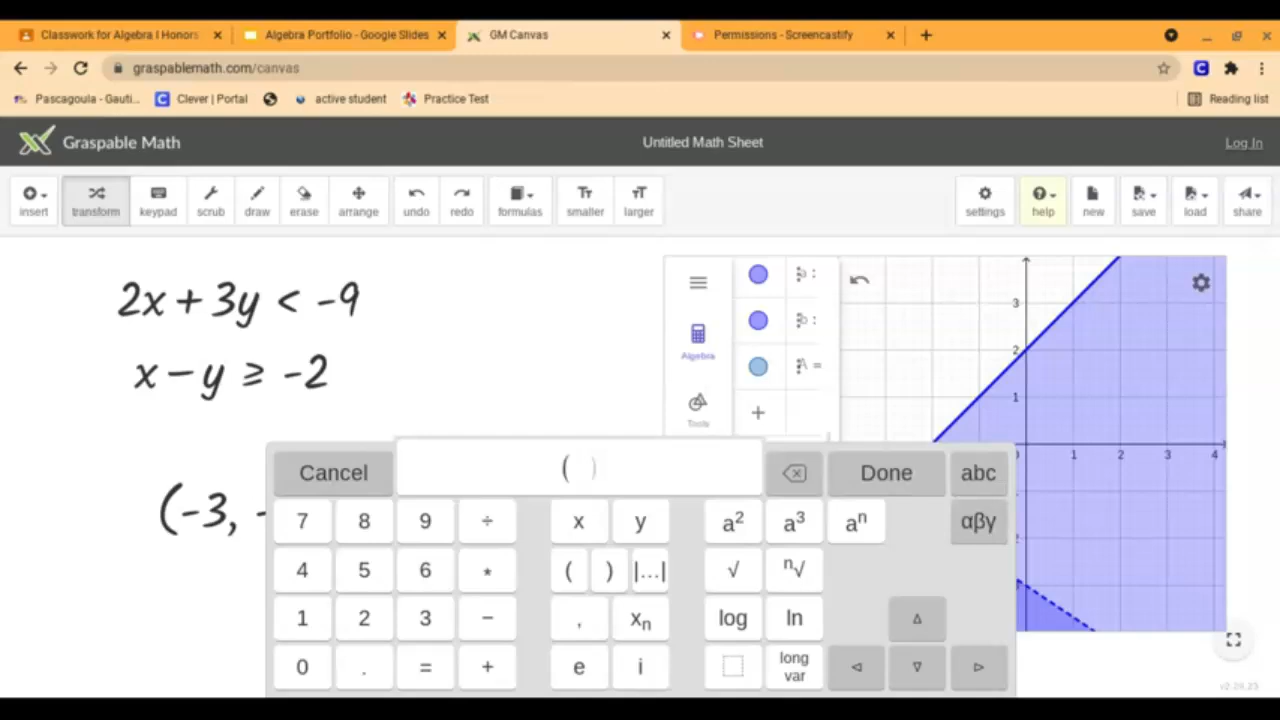 Classwork for Algebra I Honors
Algebra Portfolio - Google Slides
GM Canvas
Permissions - Screencastify
graspablemath.com/canvas
Pascagoula - Gauti...
Clever | Portal
active student
Practice Test
Reading list
Graspable Math
Untitled Math Sheet
Log In
insert
transform
keypad
scrub
draw
erase
arrange
undo
redo
formulas
smaller
larger
settings
help
new
save
load
share
2x + 3y < -9
x - y ≥ -2
(-3, -
Algebra
Tools
3
2
1
1 2 3 4
Cancel
( )
Done
abc
7 8 9 ÷ x y a² a³ aⁿ αβγ
4 5 6 * ( ) |...| √ ⁿ√
1 2 3 - , xₙ log ln
0 . = + e i long var
v2.28.25